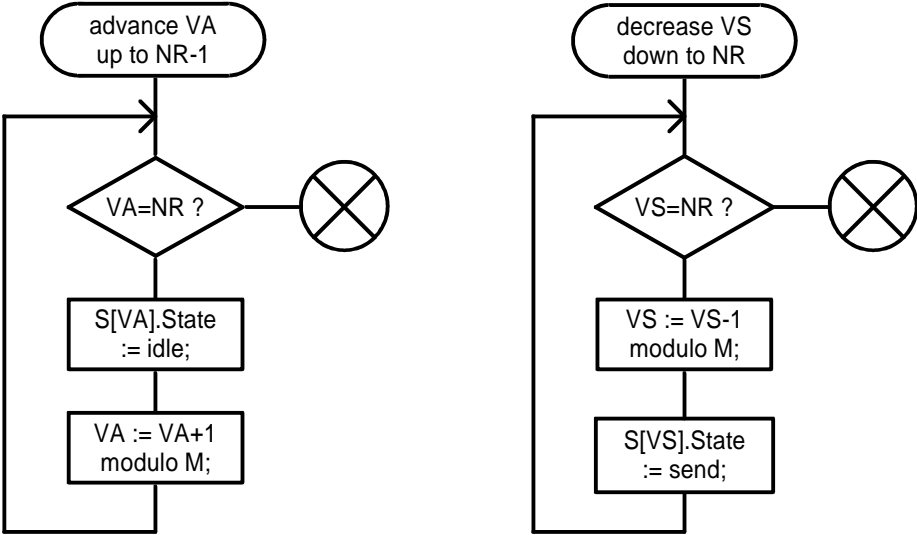 advance VA
up to NR-1
VA=NR ?
S[VA].State
:= idle;
VA := VA+1
modulo M;
decrease VS
down to NR
VS=NR ?
VS := VS-1
modulo M;
S[VS].State
:= send;